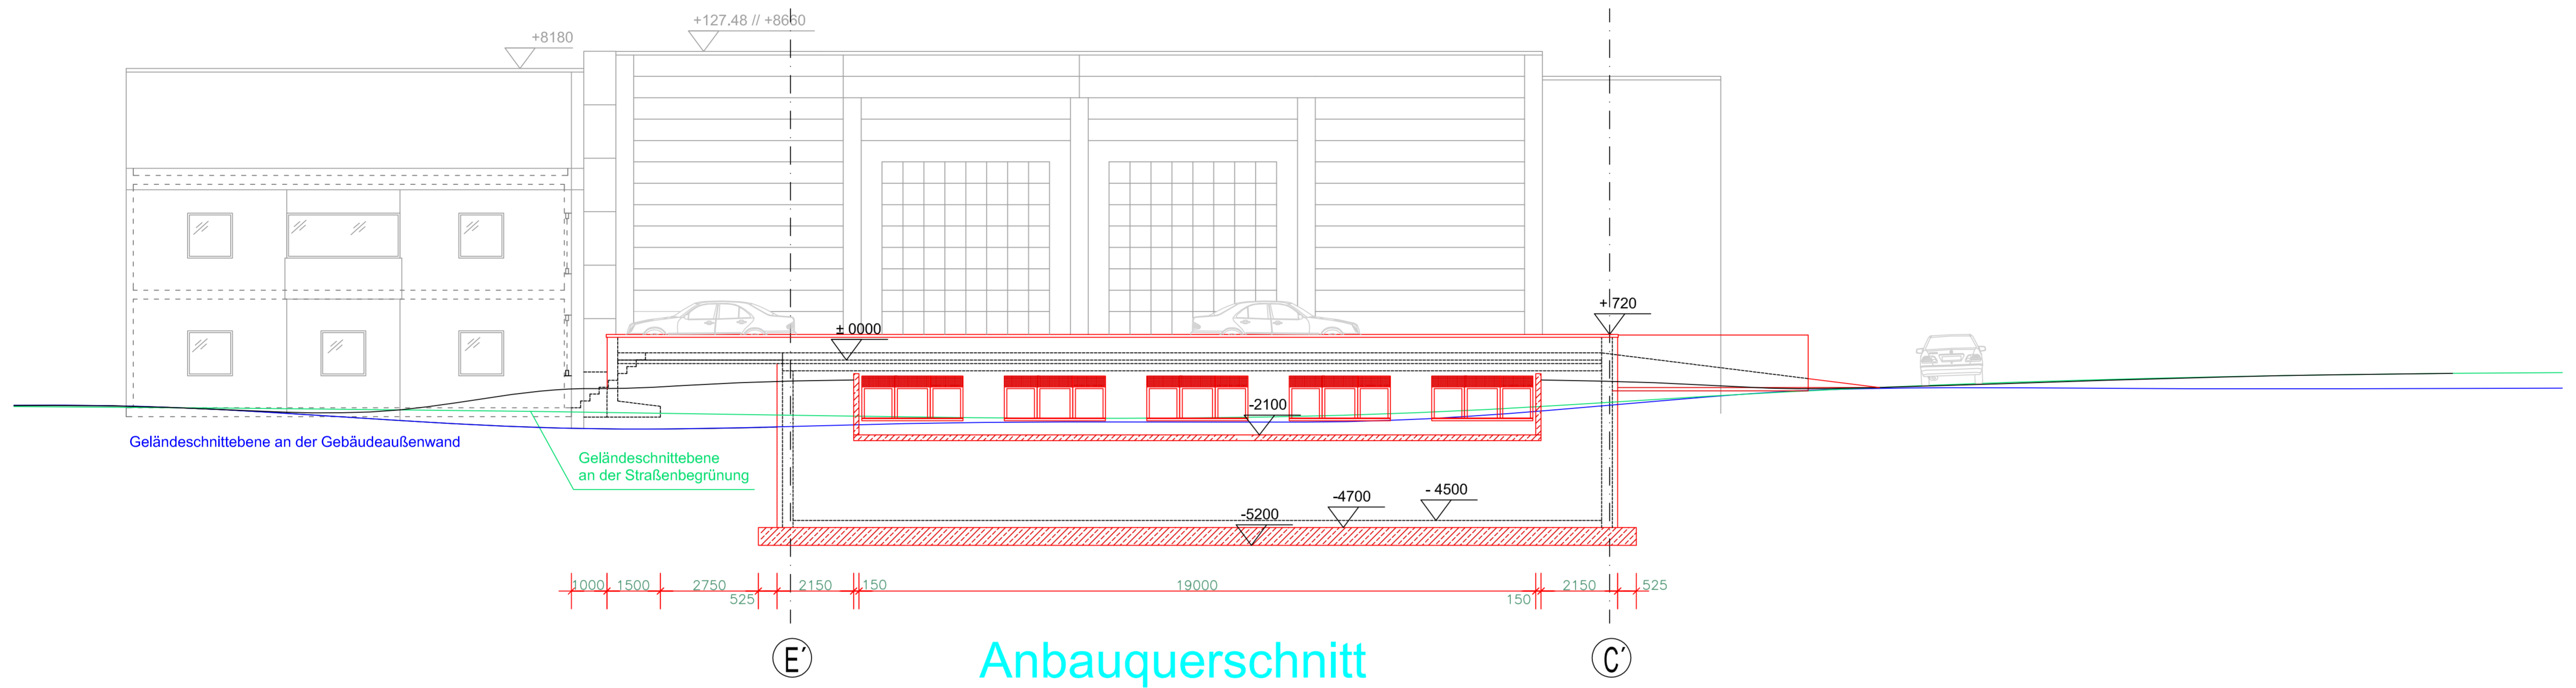 +127.48 // +8660
+8180
+ 720
± 0000
-2100
Geländeschnittebene an der Gebäudeaußenwand
Geländeschnittebene
an der Straßenbegrünung
- 4500
-4700
-5200
1000 1500 2750 2150 150 19000 2150 525
525 150
E´ C´
Anbauquerschnitt